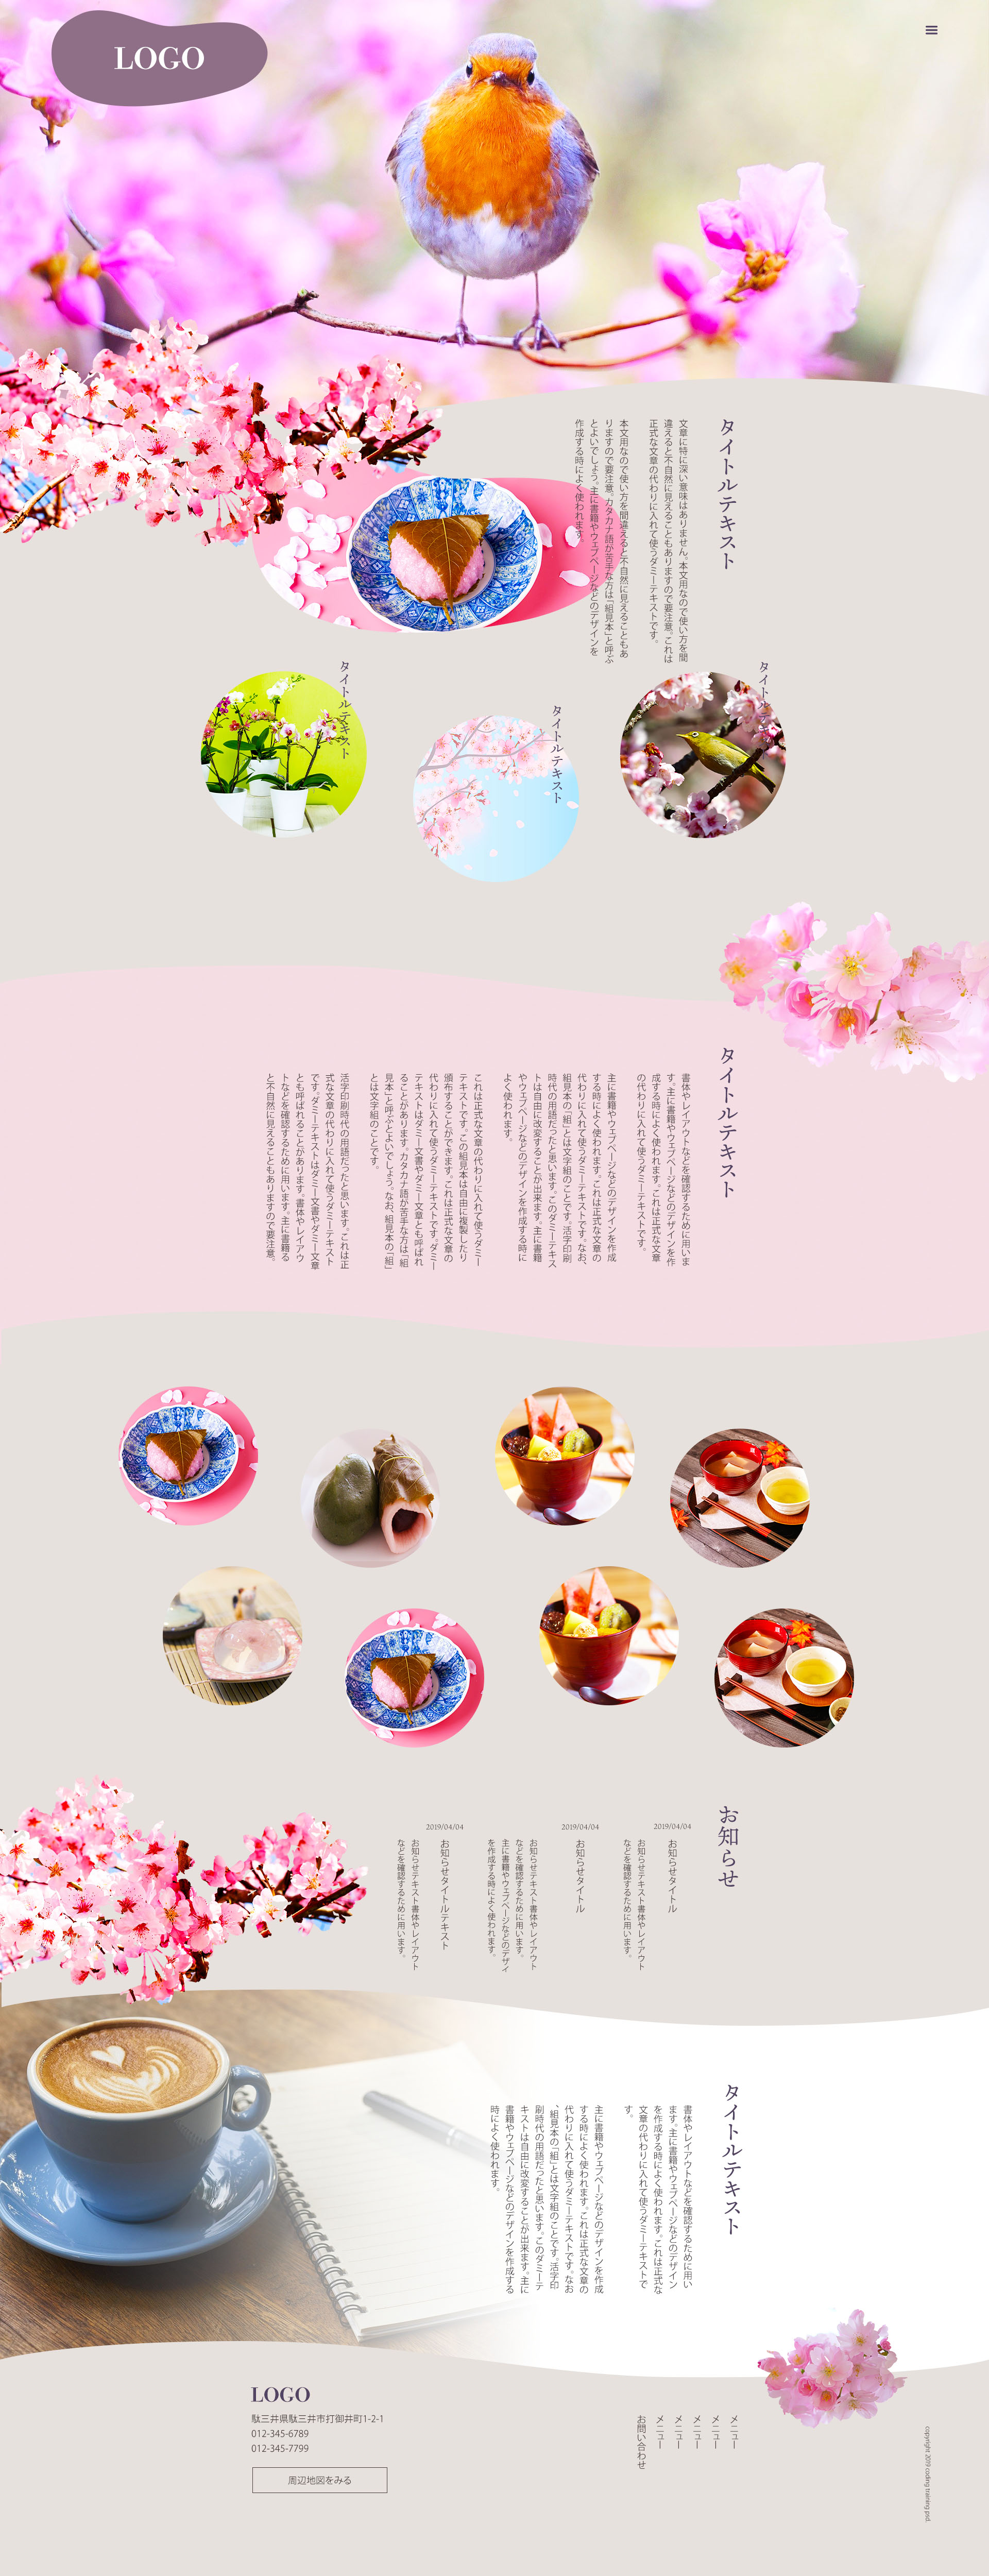 LOGO
タイトルテキスト
文章に特に深い意味はありません。本文用なので使い方を間
違えると不自然に見えることもありますので要注意。これは
正式な文章の代わりに入れて使うダミーテキストです。
本文用なので使い方を間違えると不自然に見えることもあ
りますので要注意。カタカナ語が苦手な方は「組見本」と呼ぶ
とよいでしょう。主に書籍やウェブページなどのデザインを
作成する時によく使われます。
タイトルテ
タイトルテキスト
タイトルテキスト
タイトルテキスト
書体やレイアウトなどを確認するために用いま
す。主に書籍やウェブページなどのデザインを作
成する時によく使われます。これは正式な文章
の代わりに入れて使うダミーテキストです。
主に書籍やウェブページなどのデザインを作成
する時によく使われます。これは正式な文章の
代わりに入れて使うダミーテキストです。なお、
組見本の「組」とは文字組のことです。活字印刷
時代の用語だったと思います。このダミーテキス
トは自由に改変することが出来ます。主に書籍
やウェブページなどのデザインを作成する時に
よく使われます。
これは正式な文章の代わりに入れて使うダミー
テキストです。この組見本は自由に複製したり
頒布することができます。これは正式な文章の
代わりに入れて使うダミーテキストです。ダミー
テキストはダミー文書やダミー文章とも呼ばれ
ることがあります。カタカナ語が苦手な方は「組
見本」と呼ぶとよいでしょう。なお、組見本の「組」
とは文字組のことです。
活字印刷時代の用語だったと思います。これは正
式な文章の代わりに入れて使うダミーテキスト
です。ダミーテキストはダミー文書やダミー文章
とも呼ばれることがあります。書体やレイアウ
トなどを確認するために用います。主に書籍る
と不自然に見えることもありますので要注意。
お知らせ
2019/04/04
お知らせタイトル
お知らせテキスト書体やレイアウト
などを確認するために用います。
2019/04/04
お知らせタイトル
お知らせテキスト書体やレイアウト
などを確認するために用います。
主に書籍やウェブページなどのデザイ
を作成する時によく使われます。
2019/04/04
お知らせタイトルテキスト
お知らせテキスト書体やレイアウト
などを確認するために用います。
タイトルテキスト
書体やレイアウトなどを確認するために用い
ます。主に書籍やウェブページなどのデザイン
を作成する時によく使われます。これは正式な
文章の代わりに入れて使うダミーテキストで
す。
主に書籍やウェブページなどのデザインを作成
する時によく使われます。これは正式な文章の
代わりに入れて使うダミーテキストです。なお
、組見本の「組」とは文字組のことです。活字印
刷時代の用語だったと思います。このダミーテ
キストは自由に改変することが出来ます。主に
書籍やウェブページなどのデザインを作成する
時によく使われます。
LOGO
駄三井県駄三井市打御井町1-2-1
012-345-6789
012-345-7799
周辺地図をみる
メニュー
メニュー
メニュー
メニュー
メニュー
お問い合わせ
copyright 2019 coding training psd.